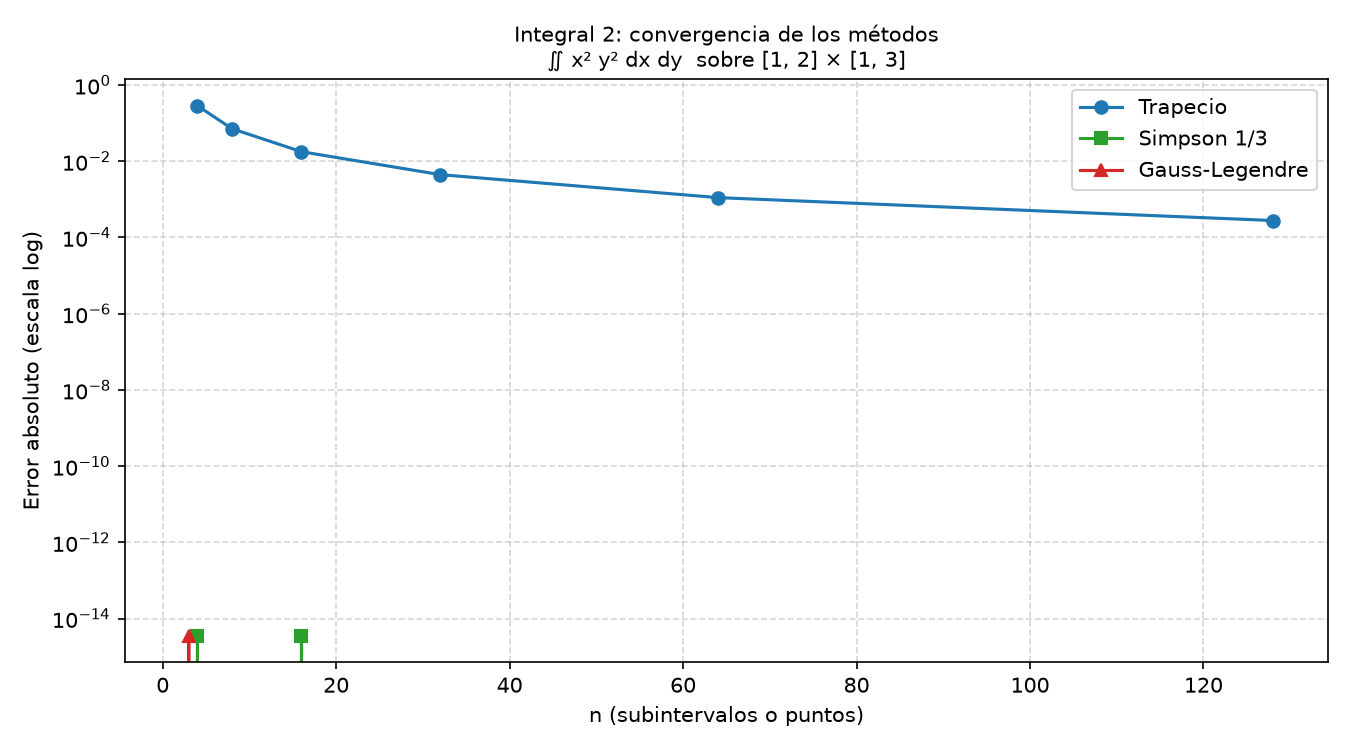 Integral 2: convergencia de los métodos
∬ x² y² dx dy  sobre [1, 2] × [1, 3]
Trapecio
Simpson 1/3
Gauss-Legendre
Error absoluto (escala log)
10⁰
10⁻²
10⁻⁴
10⁻⁶
10⁻⁸
10⁻¹⁰
10⁻¹²
10⁻¹⁴
0 20 40 60 80 100 120
n (subintervalos o puntos)